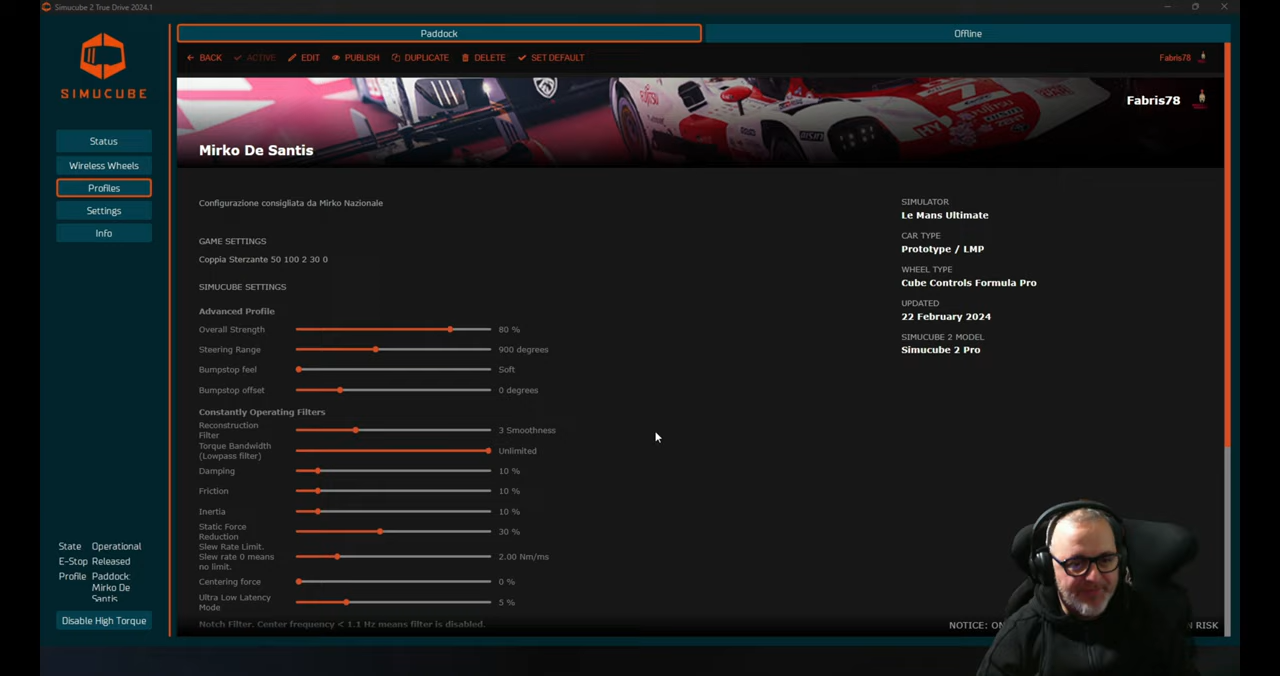 Simucube 2 True Drive 2024.1
SIMUCUBE
Status
Wireless Wheels
Profiles
Settings
Info
State Operational
E-Stop Released
Profile Paddock:
Mirko De
Santis
Disable High Torque
Paddock
Offline
BACK ACTIVE EDIT PUBLISH DUPLICATE DELETE SET DEFAULT
Fabris78
Fabris78
Mirko De Santis
Configurazione consigliata da Mirko Nazionale
GAME SETTINGS
Coppia Sterzante 50 100 2 30 0
SIMUCUBE SETTINGS
Advanced Profile
Overall Strength 80 %
Steering Range 900 degrees
Bumpstop feel Soft
Bumpstop offset 0 degrees
Constantly Operating Filters
Reconstruction
Filter 3 Smoothness
Torque Bandwidth
(Lowpass filter) Unlimited
Damping 10 %
Friction 10 %
Inertia 10 %
Static Force
Reduction 30 %
Slew Rate Limit.
Slew rate 0 means
no limit. 2.00 Nm/ms
Centering force 0 %
Ultra Low Latency
Mode 5 %
Notch Filter. Center frequency < 1.1 Hz means filter is disabled.
SIMULATOR
Le Mans Ultimate
CAR TYPE
Prototype / LMP
WHEEL TYPE
Cube Controls Formula Pro
UPDATED
22 February 2024
SIMUCUBE 2 MODEL
Simucube 2 Pro
NOTICE: RISK